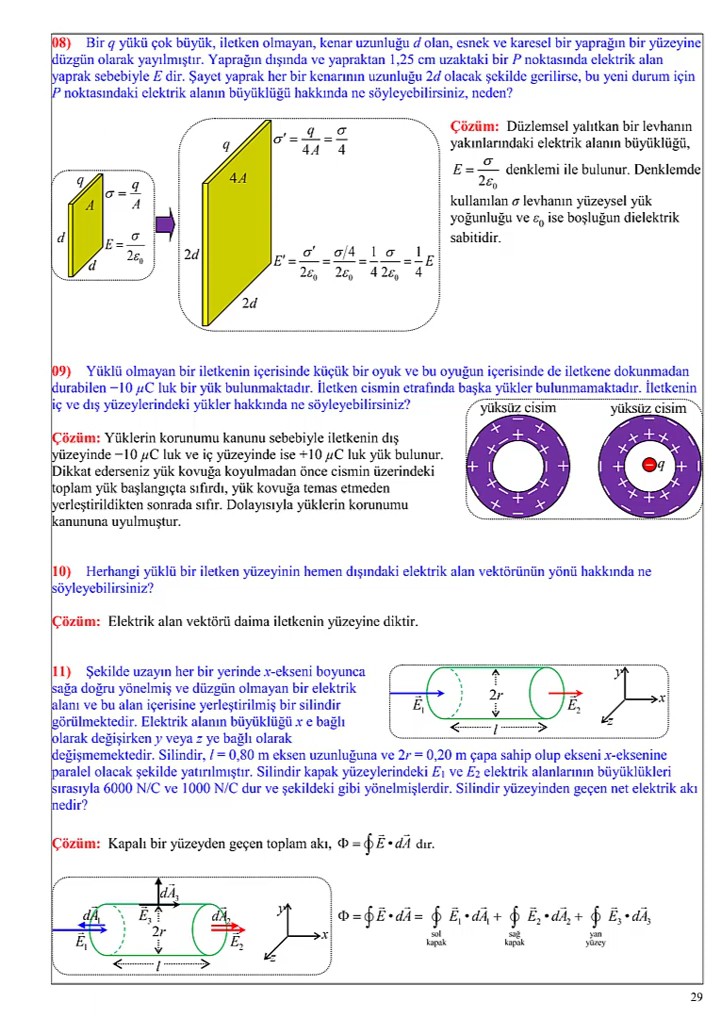 08) Bir q yükü çok büyük, iletken olmayan, kenar uzunluğu d olan, esnek ve karesel bir yaprağın bir yüzeyine
düzgün olarak yayılmıştır. Yaprağın dışında ve yapraktan 1,25 cm uzaktaki bir P noktasında elektrik alan
yaprak sebebiyle E dir. Şayet yaprak her bir kenarının uzunluğu 2d olacak şekilde gerilirse, bu yeni durum için
P noktasındaki elektrik alanın büyüklüğü hakkında ne söyleyebilirsiniz, neden?
q
A
d
d
σ = q/A
E = σ/2ε₀
q
4A
2d
2d
σ′ = q/4A = σ/4
E′ = σ′/2ε₀ = σ/4/2ε₀ = 1/4 σ/2ε₀ = 1/4 E
Çözüm: Düzlemsel yalıtkan bir levhanın
yakınlarındaki elektrik alanın büyüklüğü,
E = σ/2ε₀ denklemi ile bulunur. Denklemde
kullanılan σ levhanın yüzeysel yük
yoğunluğu ve ε₀ ise boşluğun dielektrik
sabitidir.
09) Yüklü olmayan bir iletkenin içerisinde küçük bir oyuk ve bu oyuğun içerisinde de iletkene dokunmadan
durabilen −10 μC luk bir yük bulunmaktadır. İletken cismin etrafında başka yükler bulunmamaktadır. İletkenin
iç ve dış yüzeylerindeki yükler hakkında ne söyleyebilirsiniz?
yüksüz cisim yüksüz cisim
q
Çözüm: Yüklerin korunumu kanunu sebebiyle iletkenin dış
yüzeyinde −10 μC luk ve iç yüzeyinde ise +10 μC luk yük bulunur.
Dikkat ederseniz yük kovuğa koyulmadan önce cismin üzerindeki
toplam yük başlangıçta sıfırdı, yük kovuğa temas etmeden
yerleştirildikten sonrada sıfır. Dolayısıyla yüklerin korunumu
kanununa uyulmuştur.
10) Herhangi yüklü bir iletken yüzeyinin hemen dışındaki elektrik alan vektörünün yönü hakkında ne
söyleyebilirsiniz?
Çözüm: Elektrik alan vektörü daima iletkenin yüzeyine diktir.
11) Şekilde uzayın her bir yerinde x-ekseni boyunca
sağa doğru yönelmiş ve düzgün olmayan bir elektrik
alanı ve bu alan içerisine yerleştirilmiş bir silindir
görülmektedir. Elektrik alanın büyüklüğü x e bağlı
olarak değişirken y veya z ye bağlı olarak
değişmemektedir. Silindir, l = 0,80 m eksen uzunluğuna ve 2r = 0,20 m çapa sahip olup ekseni x-eksenine
paralel olacak şekilde yatırılmıştır. Silindir kapak yüzeylerindeki E₁ ve E₂ elektrik alanlarının büyüklükleri
sırasıyla 6000 N/C ve 1000 N/C dur ve şekildeki gibi yönelmişlerdir. Silindir yüzeyinden geçen net elektrik akı
nedir?
E⃗₁ 2r E⃗₂ l y x z
Çözüm: Kapalı bir yüzeyden geçen toplam akı, Φ = ∮ E⃗ • dA⃗ dır.
dA⃗₃
dA⃗₁ E⃗₃ dA⃗₂ y
E⃗₁ 2r E⃗₂ x
l z
Φ = ∮ E⃗ • dA⃗ = ∮ E⃗₁ • dA⃗₁ + ∮ E⃗₂ • dA⃗₂ + ∮ E⃗₃ • dA⃗₃
sol sağ yan
kapak kapak yüzey
29